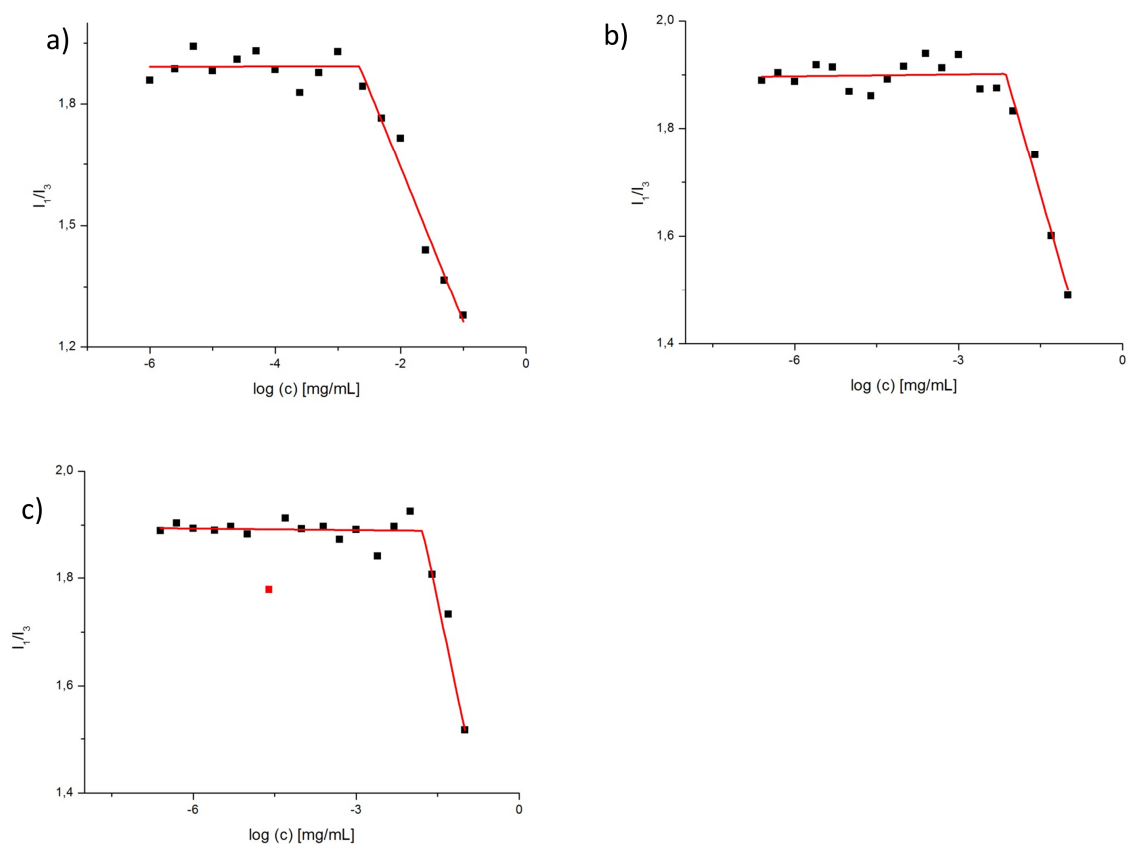 a)
1,8
1,5
1,2
I₁/I₃
-6
-4
-2
0
log (c) [mg/mL]
b)
2,0
1,8
1,6
1,4
I₁/I₃
-6
-3
0
log (c) [mg/mL]
c)
2,0
1,8
1,6
1,4
I₁/I₃
-6
-3
0
log (c) [mg/mL]